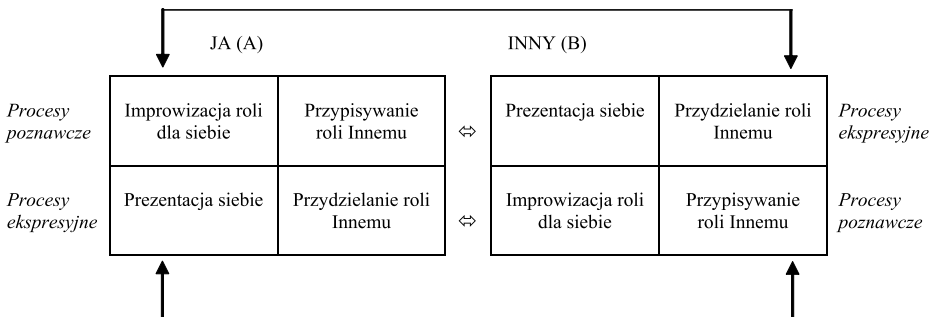 JA (A)
INNY (B)
Procesy
poznawcze
Improwizacja roli
dla siebie
Przypisywanie
roli Innemu
⬄
Prezentacja siebie
Przydzielanie roli
Innemu
Procesy
ekspresyjne
Procesy
ekspresyjne
Prezentacja siebie
Przydzielanie roli
Innemu
⬄
Improwizacja roli
dla siebie
Przypisywanie
roli Innemu
Procesy
poznawcze